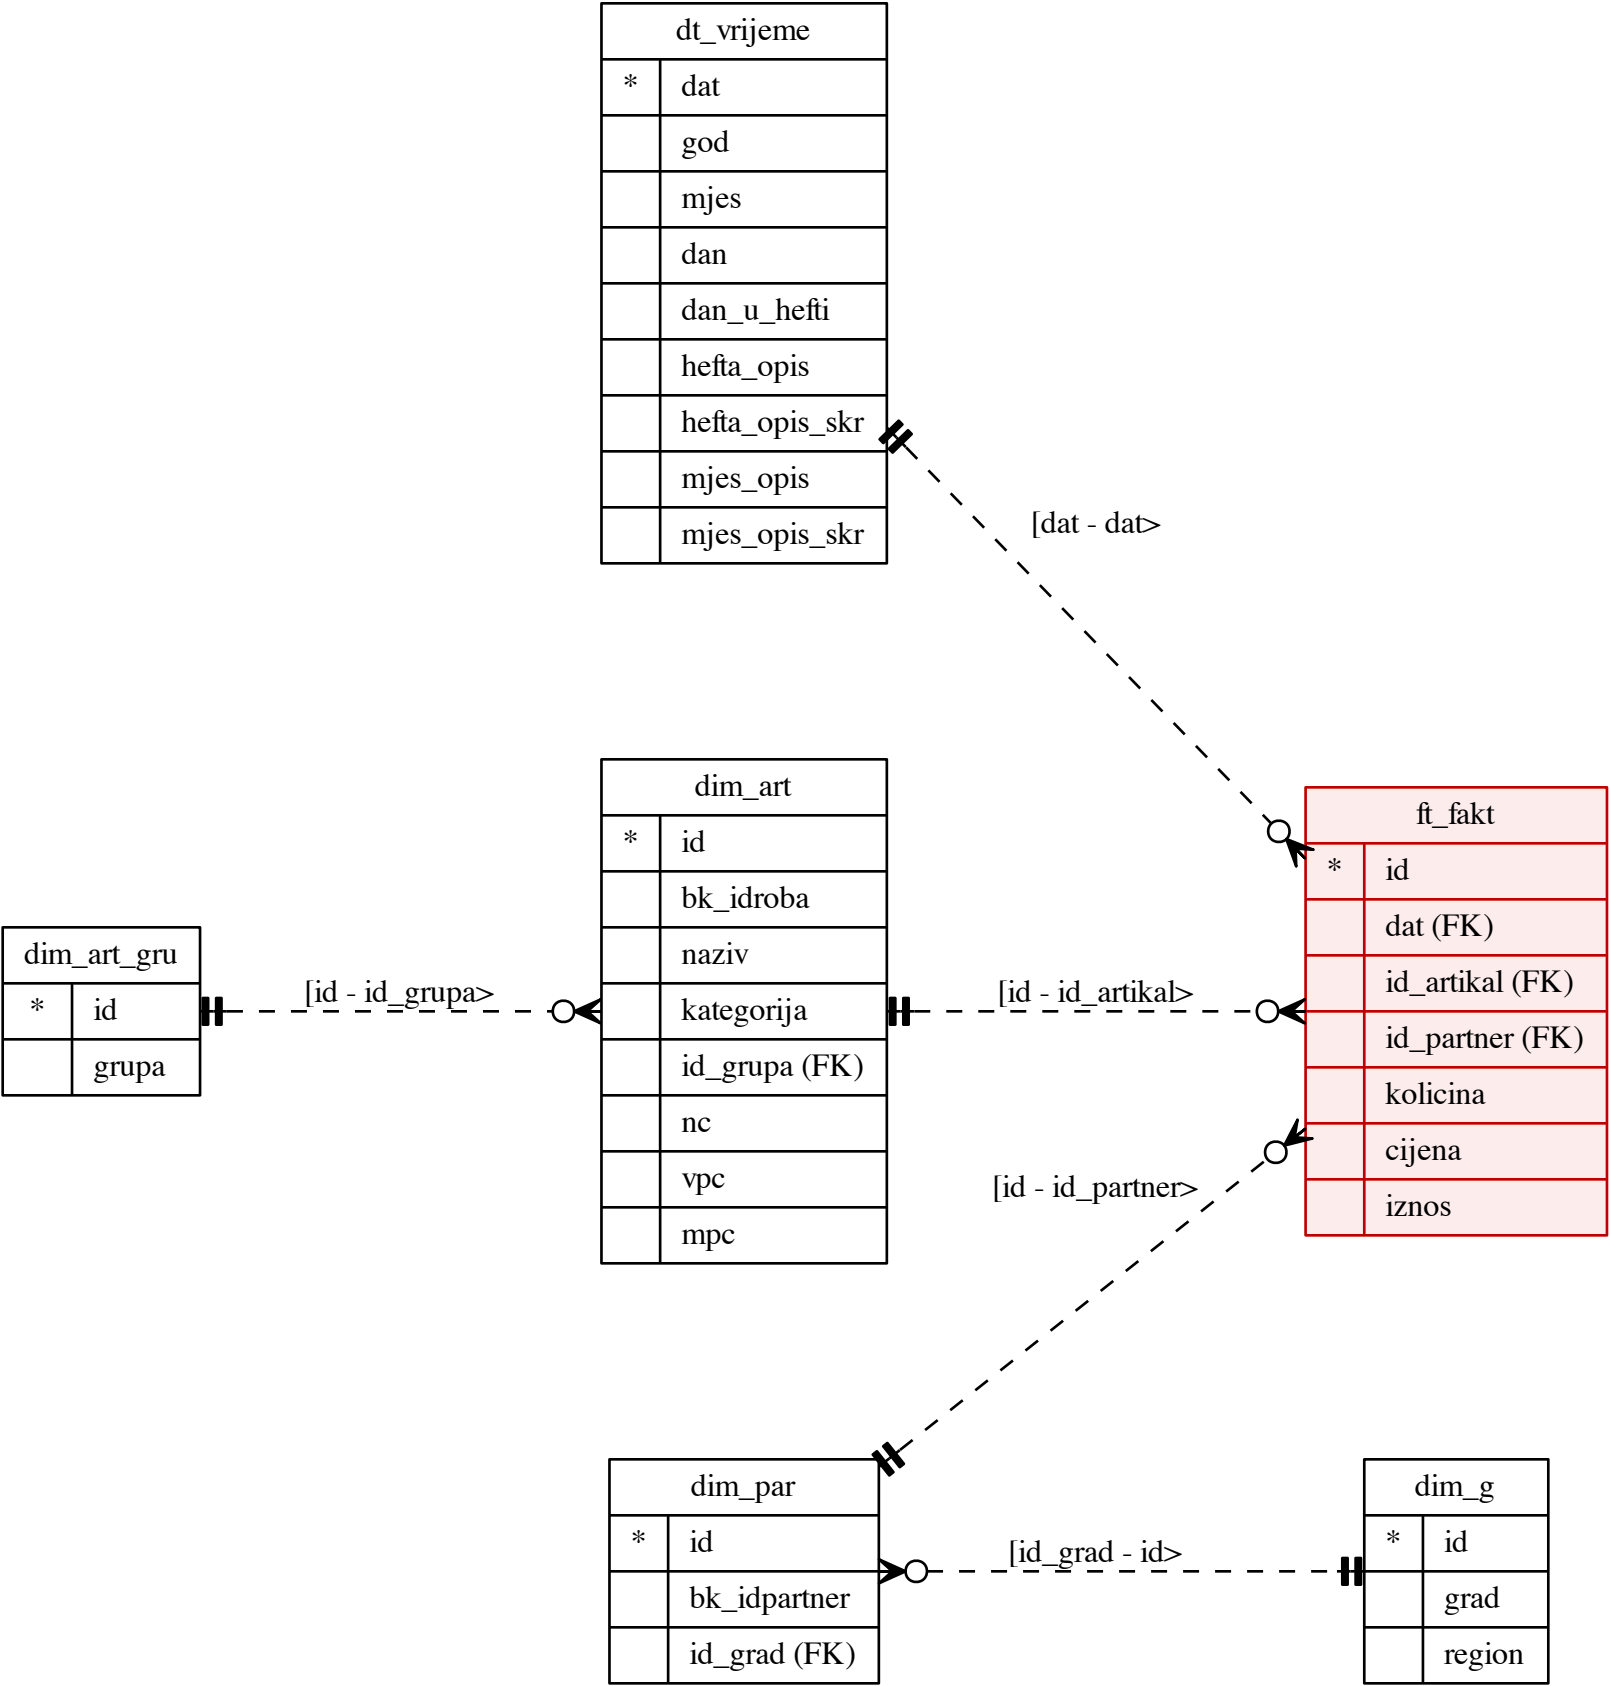 dt_vrijeme
* dat
god
mjes
dan
dan_u_hefti
hefta_opis
hefta_opis_skr
mjes_opis
mjes_opis_skr
[dat - dat>
dim_art
* id
bk_idroba
naziv
kategorija
id_grupa (FK)
nc
vpc
mpc
dim_art_gru
* id
grupa
[id - id_grupa>
[id - id_artikal>
ft_fakt
* id
dat (FK)
id_artikal (FK)
id_partner (FK)
kolicina
cijena
iznos
[id - id_partner>
dim_par
* id
bk_idpartner
id_grad (FK)
[id_grad - id>
dim_g
* id
grad
region